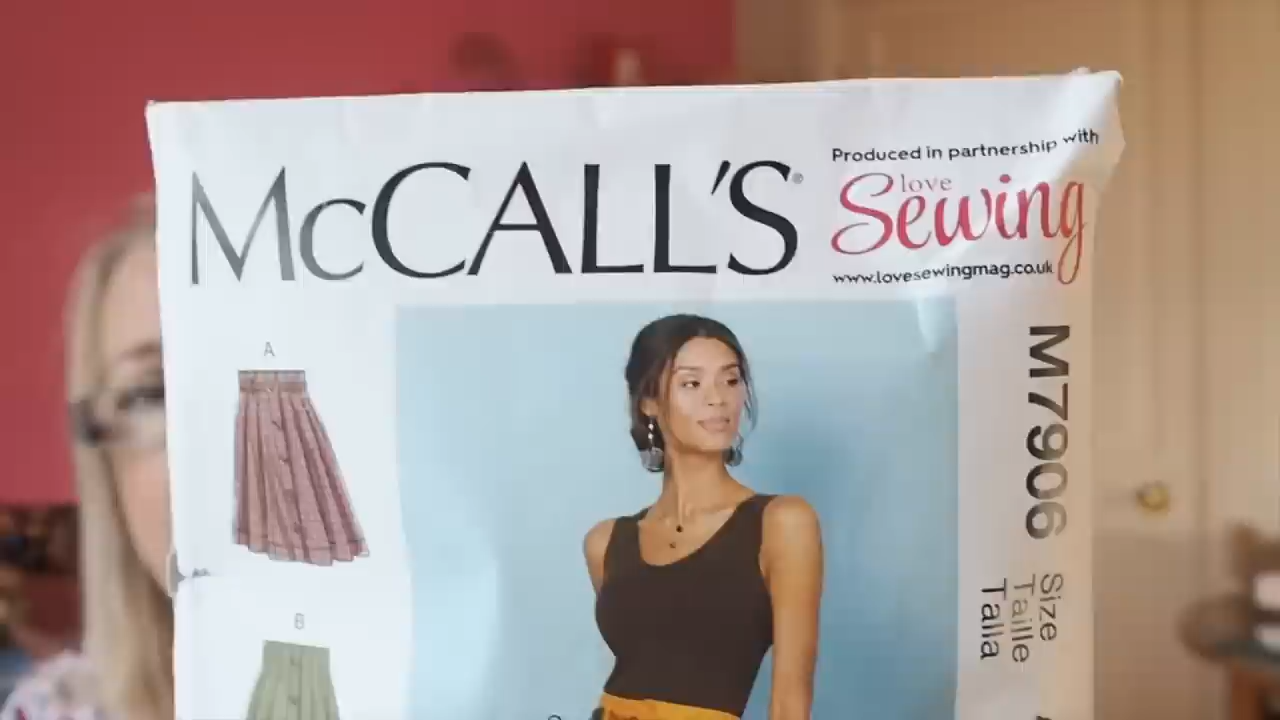 McCALL'S®
Produced in partnership with
love
Sewing
www.lovesewingmag.co.uk
A
B
M7906
Size
Taille
Talla